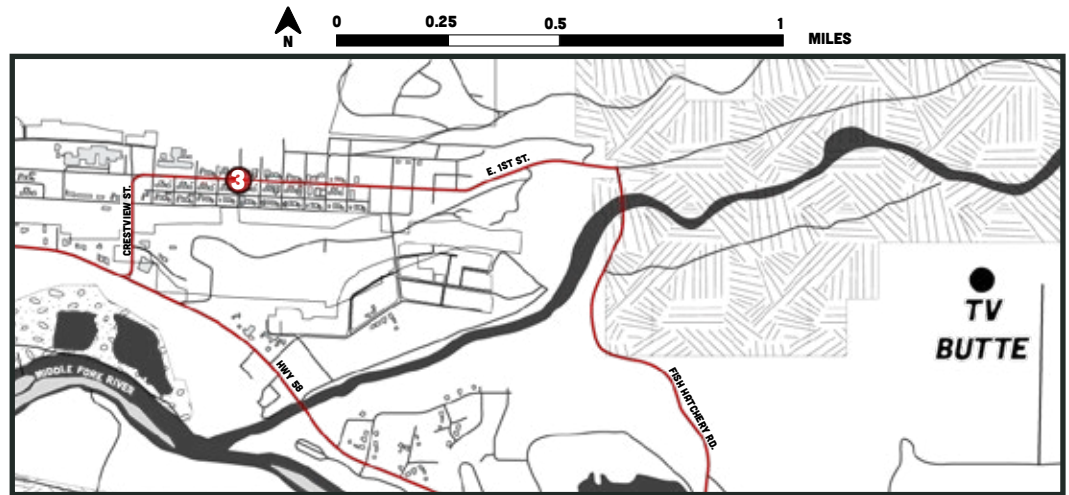 N
0 0.25 0.5 1
MILES
E. 1ST ST.
3
CRESTVIEW ST.
TV
BUTTE
HWY 58
MIDDLE FORK RIVER
FISH HATCHERY RD.